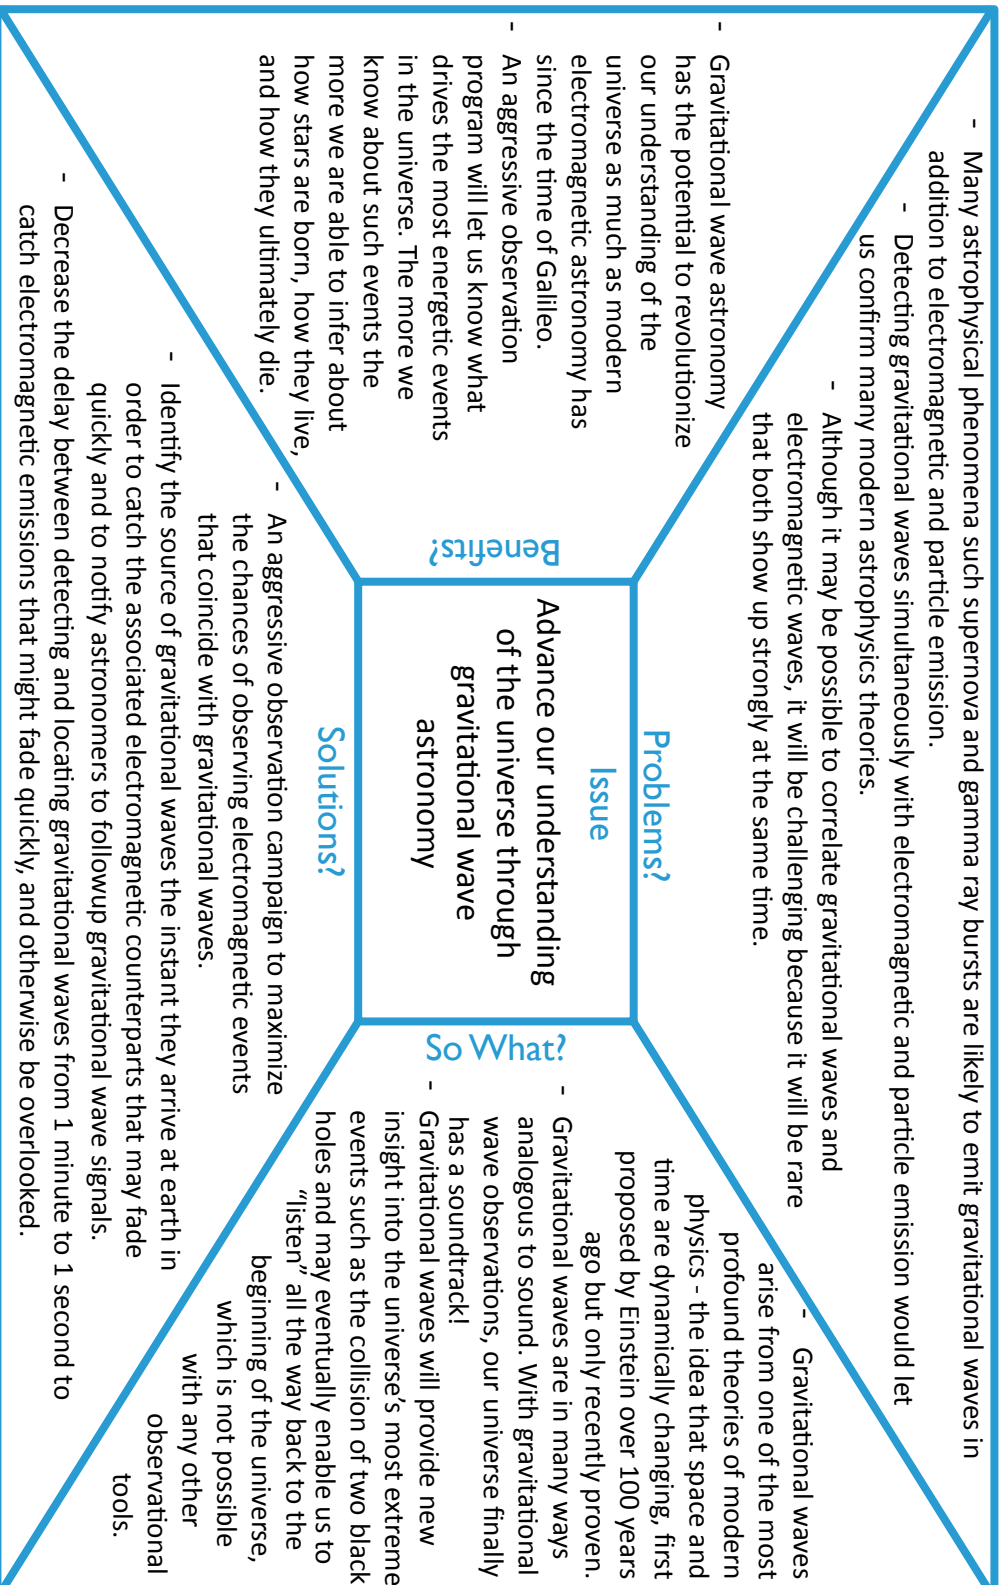 - Many astrophysical phenomena such supernova and gamma ray bursts are likely to emit gravitational waves in
addition to electromagnetic and particle emission.
- Detecting gravitational waves simultaneously with electromagnetic and particle emission would let
us confirm many modern astrophysics theories.
- Although it may be possible to correlate gravitational waves and
electromagnetic waves, it will be challenging because it will be rare
that both show up strongly at the same time.
Problems?
- Gravitational wave astronomy
has the potential to revolutionize
our understanding of the
universe as much as modern
electromagnetic astronomy has
since the time of Galileo.
- An aggressive observation
program will let us know what
drives the most energetic events
in the universe. The more we
know about such events the
more we are able to infer about
how stars are born, how they live,
and how they ultimately die.
Benefits?
Issue
Advance our understanding
of the universe through
gravitational wave
astronomy
So What?
- Gravitational waves
arise from one of the most
profound theories of modern
physics - the idea that space and
time are dynamically changing, first
proposed by Einstein over 100 years
ago but only recently proven.
- Gravitational waves are in many ways
analogous to sound. With gravitational
wave observations, our universe finally
has a soundtrack!
- Gravitational waves will provide new
insight into the universe's most extreme
events such as the collision of two black
holes and may eventually enable us to
“listen” all the way back to the
beginning of the universe,
which is not possible
with any other
observational
tools.
Solutions?
- An aggressive observation campaign to maximize
the chances of observing electromagnetic events
that coincide with gravitational waves.
- Identify the source of gravitational waves the instant they arrive at earth in
order to catch the associated electromagnetic counterparts that may fade
quickly and to notify astronomers to followup gravitational wave signals.
- Decrease the delay between detecting and locating gravitational waves from 1 minute to 1 second to
catch electromagnetic emissions that might fade quickly, and otherwise be overlooked.